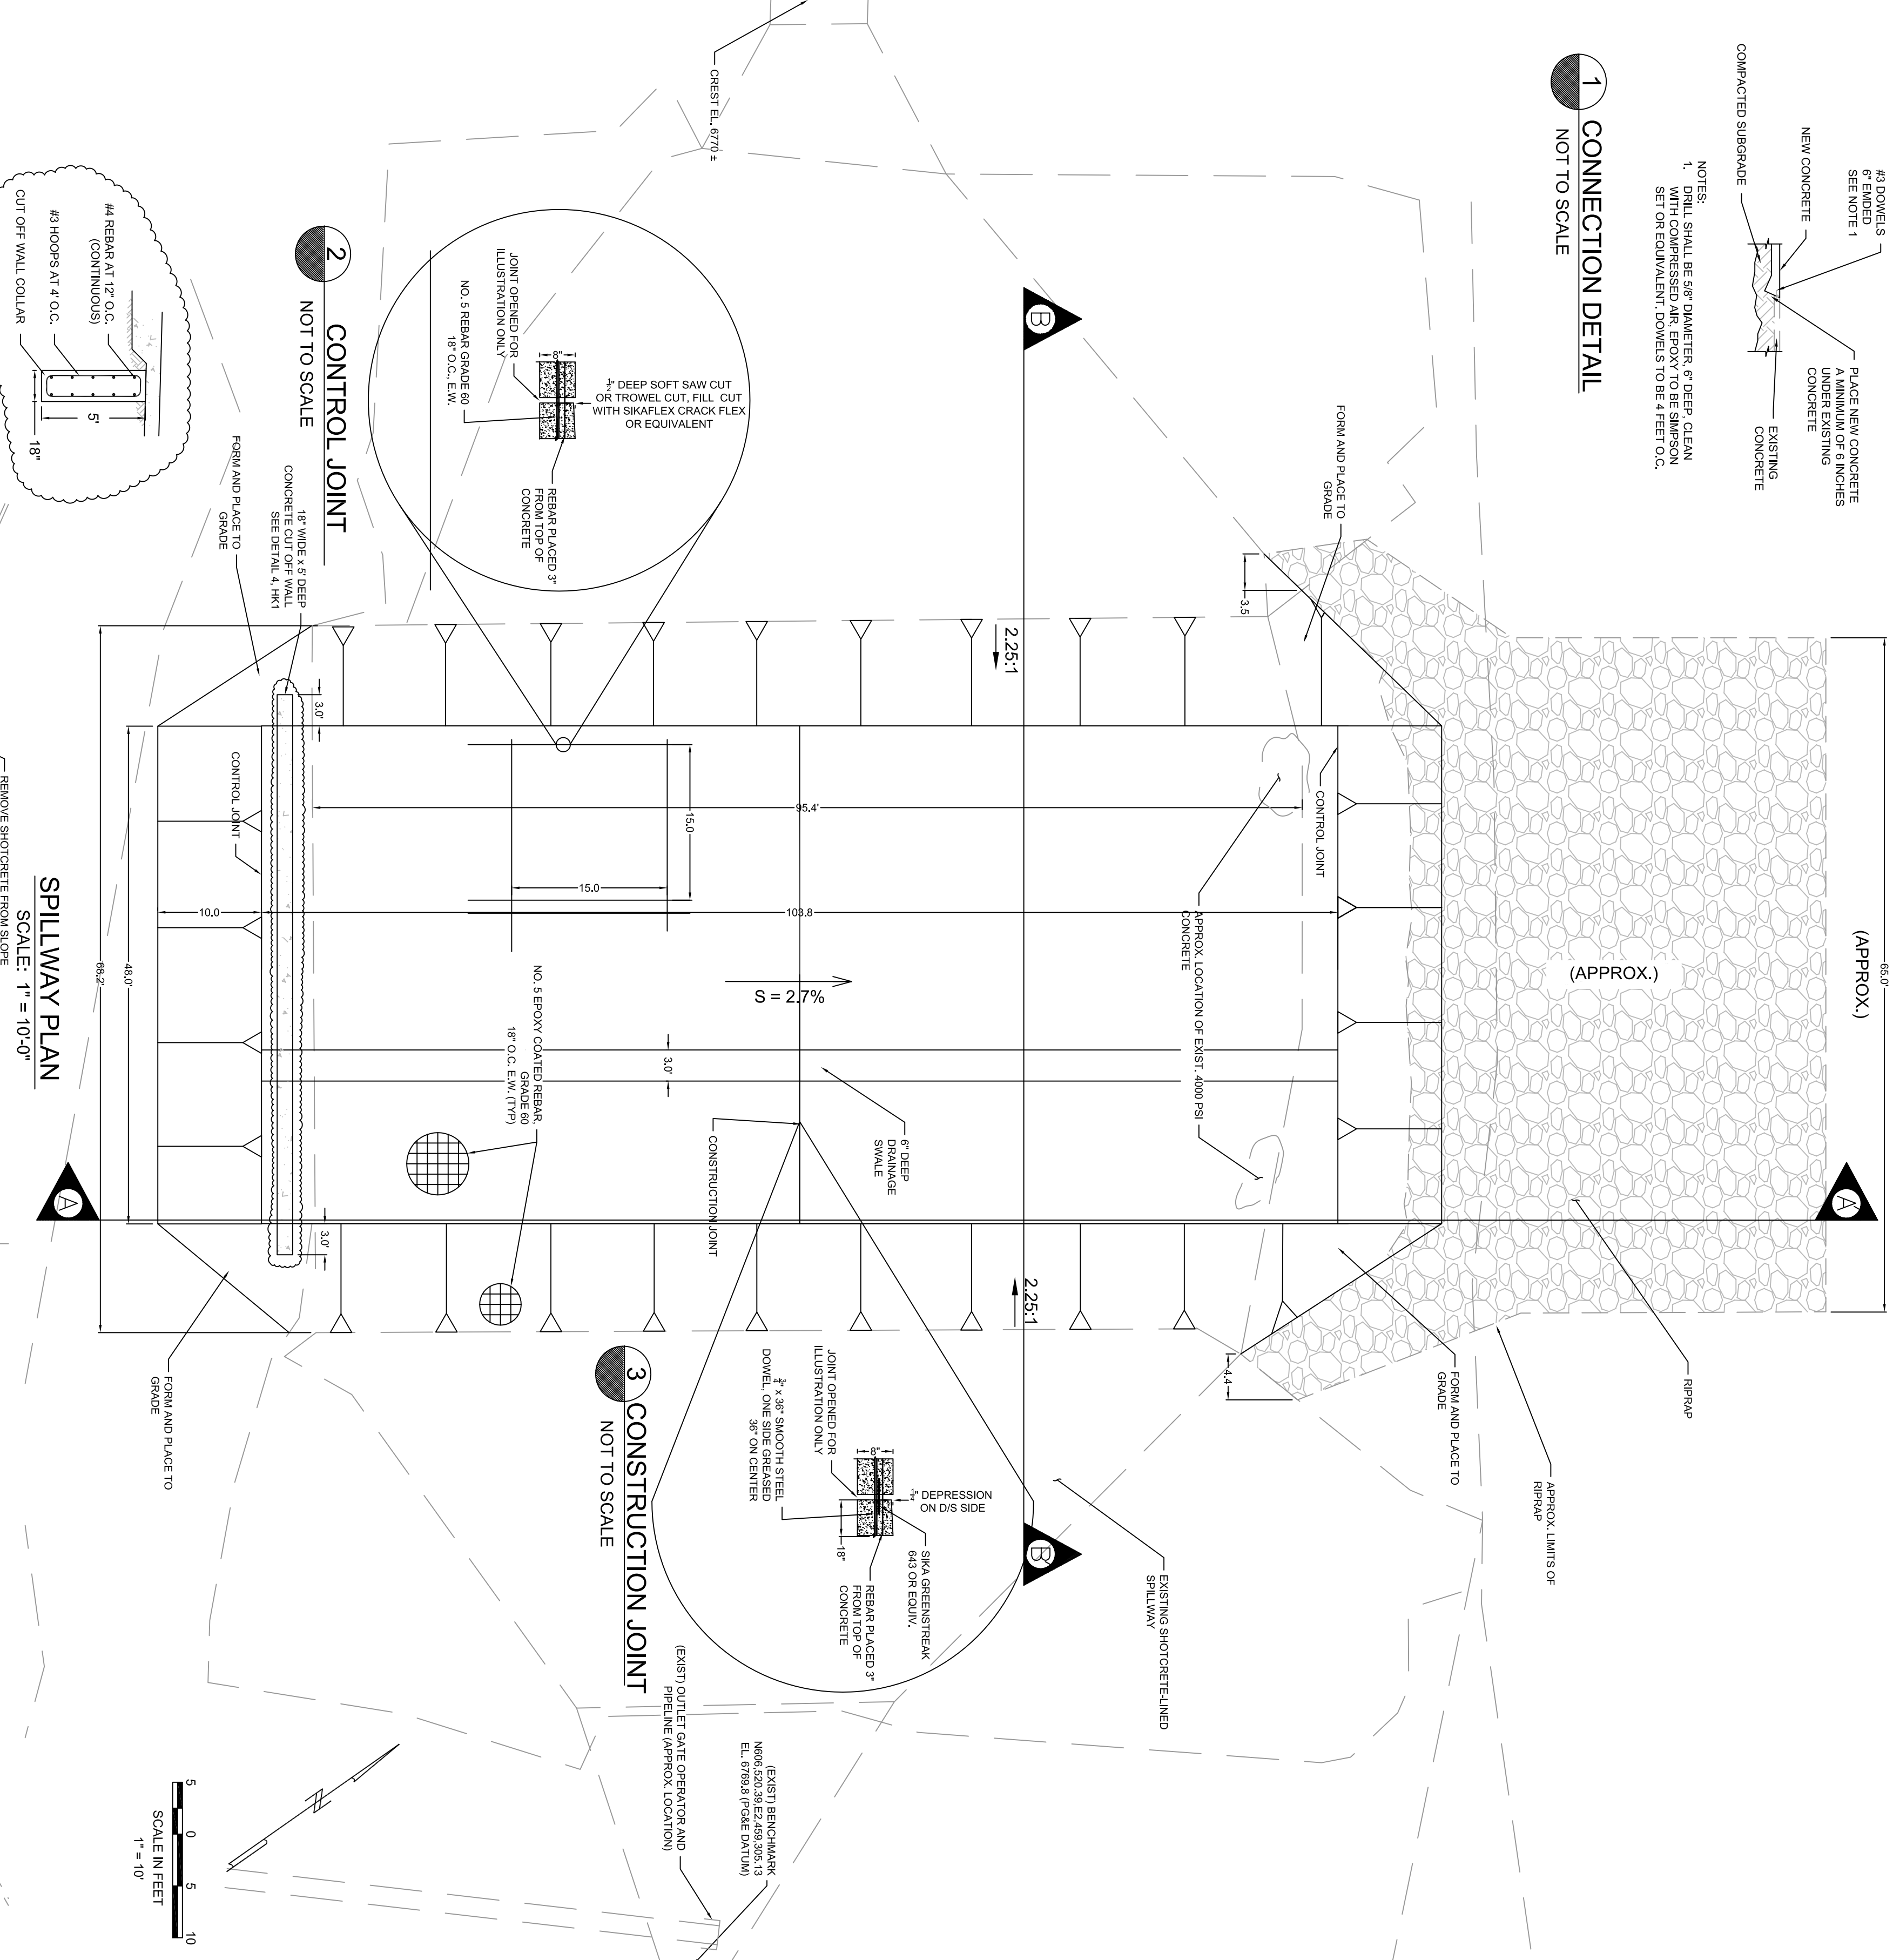 #3 DOWELS
6" EMDED
SEE NOTE 1
NEW CONCRETE
COMPACTED SUBGRADE
PLACE NEW CONCRETE
A MINIMUM OF 6 INCHES
UNDER EXISTING
CONCRETE
EXISTING
CONCRETE
NOTES:
1. DRILL SHALL BE 5/8" DIAMETER, 6" DEEP, CLEAN
WITH COMPRESSED AIR, EPOXY TO BE SIMPSON
SET OR EQUIVALENT. DOWELS TO BE 4 FEET O.C.
1 CONNECTION DETAIL
NOT TO SCALE
CREST EL. 6770 ±
B
B
2.25:1
2.25:1
FORM AND PLACE TO
GRADE
3.5
65.0'
(APPROX.)
(APPROX.)
A
RIPRAP
APPROX. LIMITS OF
RIPRAP
FORM AND PLACE TO
GRADE
4.4
EXISTING SHOTCRETE-LINED
SPILLWAY
CONTROL JOINT
APPROX. LOCATION OF EXIST. 4000 PSI
CONCRETE
95.4'
103.8
15.0
15.0
S = 2.7%
3.0'
6" DEEP
DRAINAGE
SWALE
CONSTRUCTION JOINT
NO. 5 EPOXY COATED REBAR,
GRADE 60
18" O.C. E.W. (TYP)
1/2" DEEP SOFT SAW CUT
OR TROWEL CUT, FILL CUT
WITH SIKAFLEX CRACK FLEX
OR EQUIVALENT
8"
JOINT OPENED FOR
ILLUSTRATION ONLY
NO. 5 REBAR GRADE 60
18" O.C., E.W.
REBAR PLACED 3"
FROM TOP OF
CONCRETE
2 CONTROL JOINT
NOT TO SCALE
1/4" DEPRESSION
ON D/S SIDE
SIKA GREENSTREAK
643 OR EQUIV.
REBAR PLACED 3"
FROM TOP OF
CONCRETE
8"
18"
JOINT OPENED FOR
ILLUSTRATION ONLY
3/4" x 36" SMOOTH STEEL
DOWEL, ONE SIDE GREASED
36" ON CENTER
3 CONSTRUCTION JOINT
NOT TO SCALE
18" WIDE x 5' DEEP
CONCRETE CUT OFF WALL
SEE DETAIL 4, HK1
FORM AND PLACE TO
GRADE
3.0'
3.0'
CONTROL JOINT
10.0
48.0'
68.2'
FORM AND PLACE TO
GRADE
A
#4 REBAR AT 12" O.C.
(CONTINUOUS)
#3 HOOPS AT 4' O.C.
CUT OFF WALL COLLAR
5'
18"
SPILLWAY PLAN
SCALE: 1" = 10'-0"
REMOVE SHOTCRETE FROM SLOPE
(EXIST) BENCHMARK
N606,520.39,E2,459,305.13
EL. 6769.8 (PG&E DATUM)
(EXIST) OUTLET GATE OPERATOR AND
PIPELINE (APPROX. LOCATION)
N
5 0 5 10
SCALE IN FEET
1" = 10'